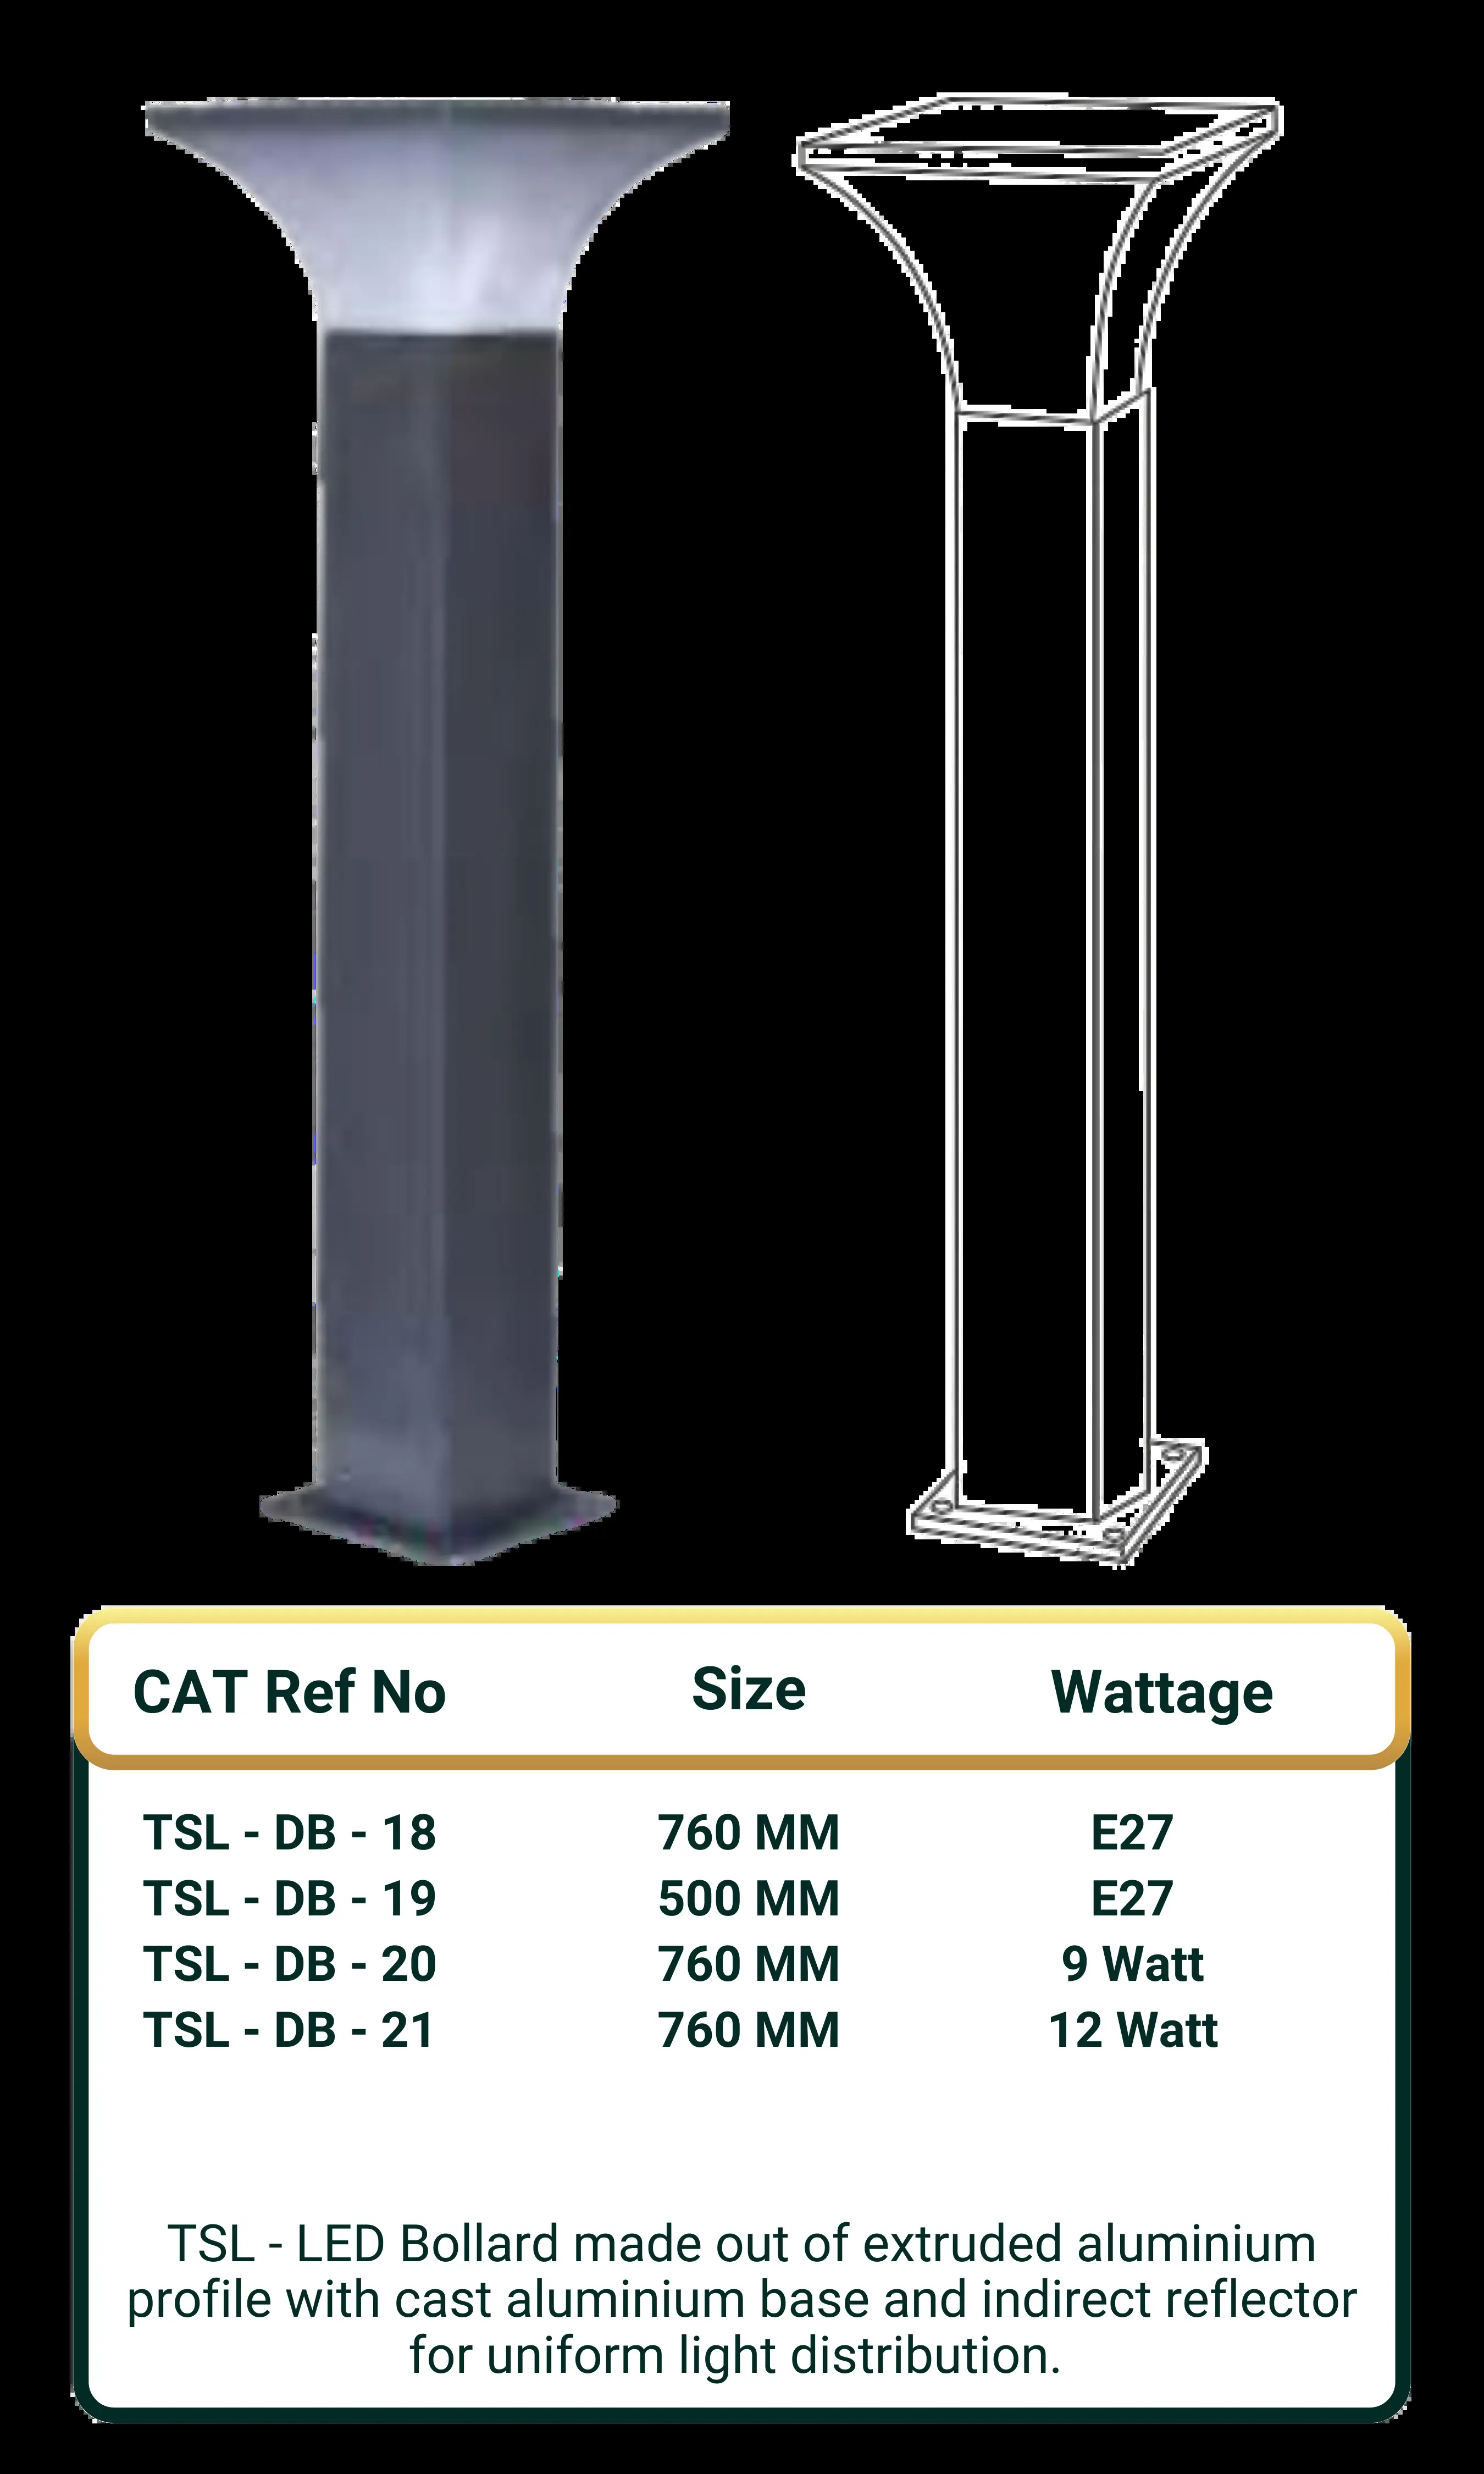 CAT Ref No Size Wattage
TSL - DB - 18 760 MM E27
TSL - DB - 19 500 MM E27
TSL - DB - 20 760 MM 9 Watt
TSL - DB - 21 760 MM 12 Watt
TSL - LED Bollard made out of extruded aluminium
profile with cast aluminium base and indirect reflector
for uniform light distribution.